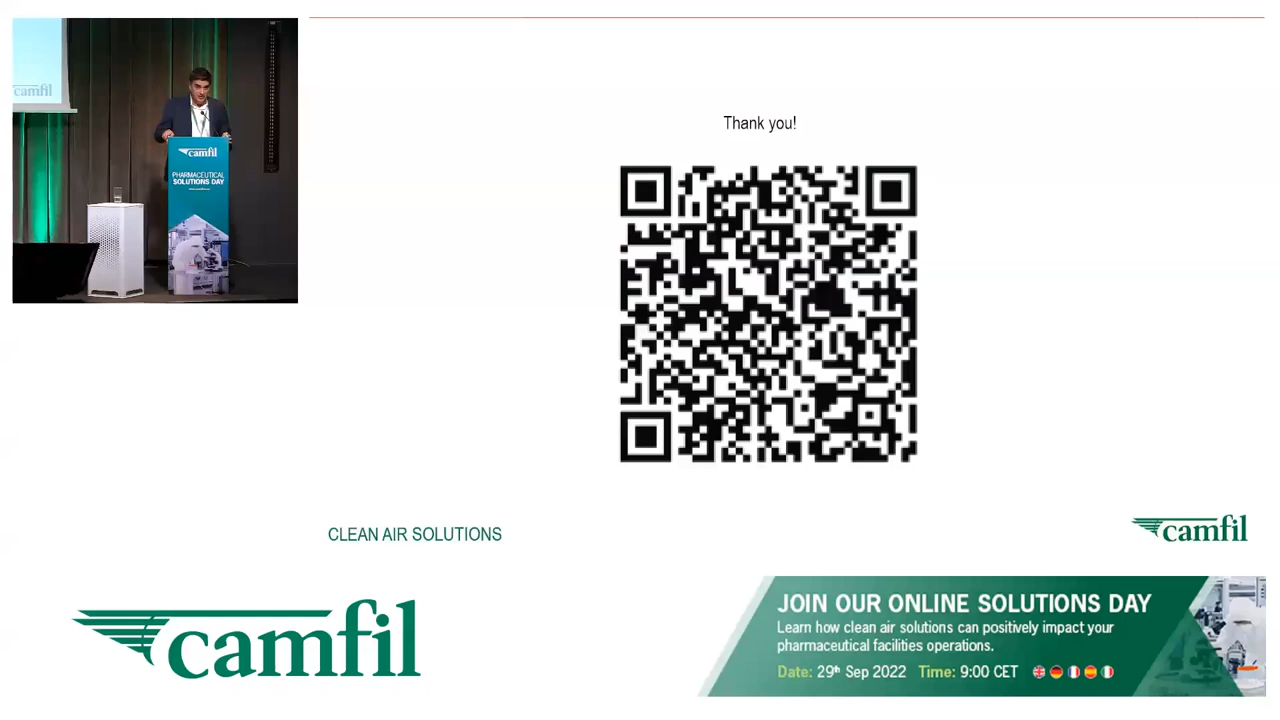 camfil
camfil
PHARMACEUTICAL
SOLUTIONS DAY
Thank you!
CLEAN AIR SOLUTIONS
camfil
camfil
JOIN OUR ONLINE SOLUTIONS DAY
Learn how clean air solutions can positively impact your
pharmaceutical facilities operations.
Date: 29th Sep 2022 Time: 9:00 CET